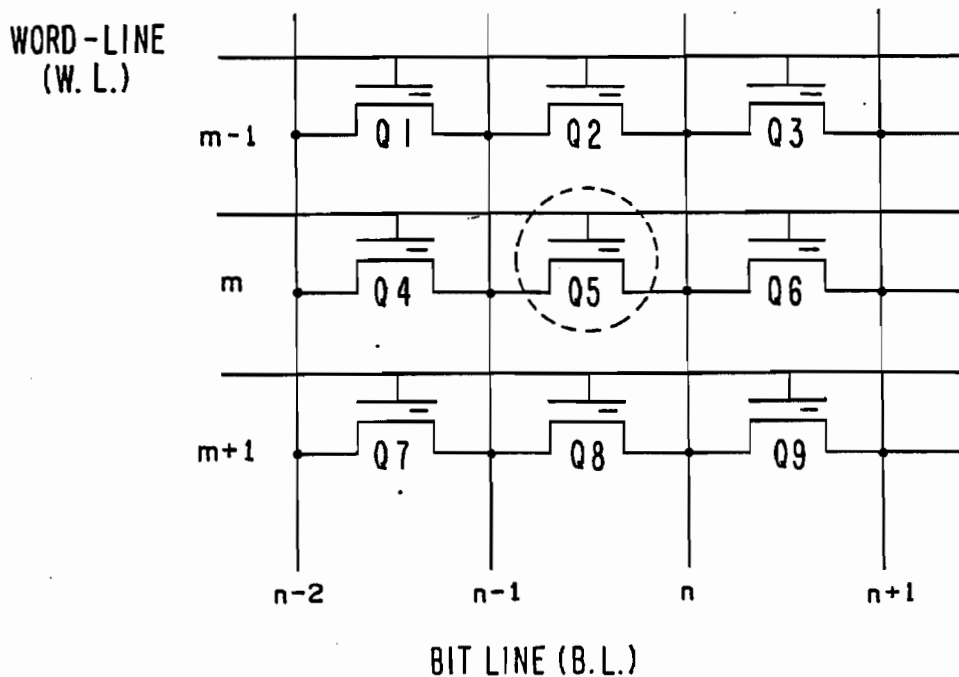 WORD-LINE
(W. L.)
m-1
Q1
Q2
Q3
m
Q4
Q5
Q6
m+1
Q7
Q8
Q9
n-2
n-1
n
n+1
BIT LINE (B.L.)